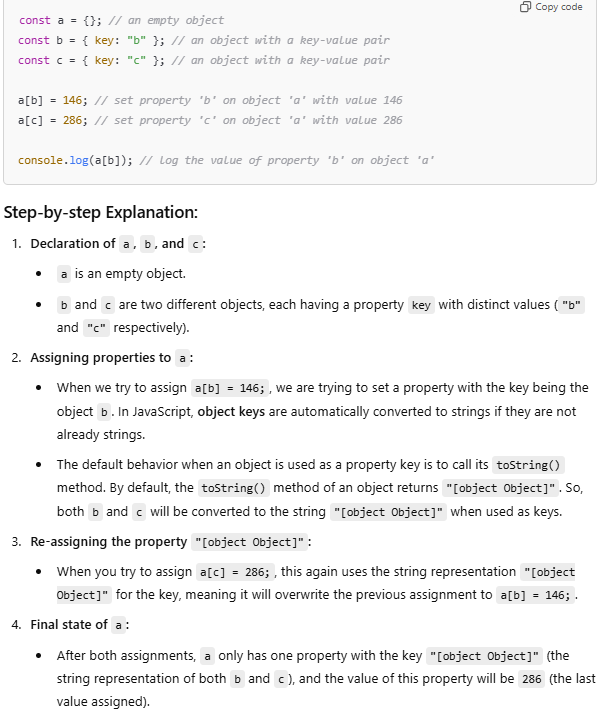 Copy code
const a = {}; // an empty object
const b = { key: "b" }; // an object with a key-value pair
const c = { key: "c" }; // an object with a key-value pair
a[b] = 146; // set property 'b' on object 'a' with value 146
a[c] = 286; // set property 'c' on object 'a' with value 286
console.log(a[b]); // Log the value of property 'b' on object 'a'
Step-by-step Explanation:
1. Declaration of a, b, and c:
• a is an empty object.
• b and c are two different objects, each having a property key with distinct values ("b"
and "c" respectively).
2. Assigning properties to a:
• When we try to assign a[b] = 146;, we are trying to set a property with the key being the
object b. In JavaScript, object keys are automatically converted to strings if they are not
already strings.
• The default behavior when an object is used as a property key is to call its toString()
method. By default, the toString() method of an object returns "[object Object]". So,
both b and c will be converted to the string "[object Object]" when used as keys.
3. Re-assigning the property "[object Object]":
• When you try to assign a[c] = 286;, this again uses the string representation "[object
Object]" for the key, meaning it will overwrite the previous assignment to a[b] = 146;.
4. Final state of a:
• After both assignments, a only has one property with the key "[object Object]" (the
string representation of both b and c), and the value of this property will be 286 (the last
value assigned).